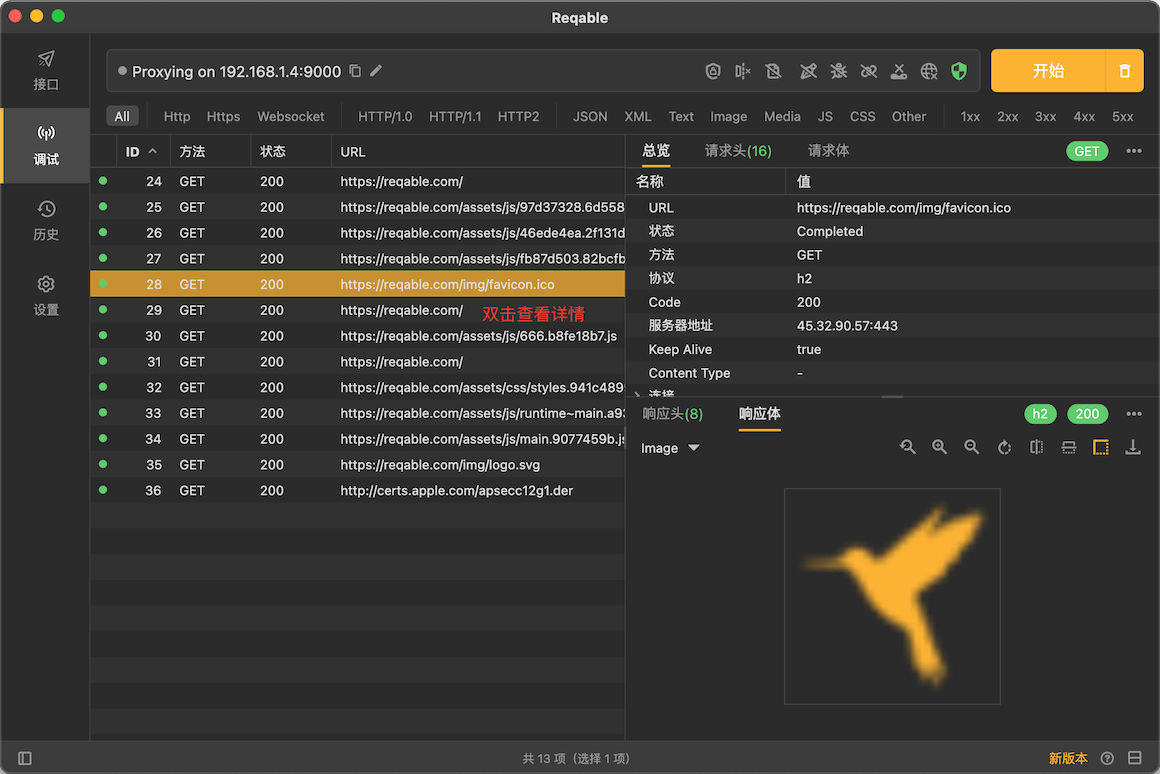 Reqable
接口
调试
历史
设置
Proxying on 192.168.1.4:9000
开始
All Http Https Websocket HTTP/1.0 HTTP/1.1 HTTP2 JSON XML Text Image Media JS CSS Other 1xx 2xx 3xx 4xx 5xx
ID 方法 状态 URL
24 GET 200 https://reqable.com/
25 GET 200 https://reqable.com/assets/js/97d37328.6d558
26 GET 200 https://reqable.com/assets/js/46ede4ea.2f131d
27 GET 200 https://reqable.com/assets/js/fb87d503.82bcfb
28 GET 200 https://reqable.com/img/favicon.ico
29 GET 200 https://reqable.com/
双击查看详情
30 GET 200 https://reqable.com/assets/js/666.b8fe18b7.js
31 GET 200 https://reqable.com/
32 GET 200 https://reqable.com/assets/css/styles.941c489
33 GET 200 https://reqable.com/assets/js/runtime~main.a93
34 GET 200 https://reqable.com/assets/js/main.9077459b.js
35 GET 200 https://reqable.com/img/logo.svg
36 GET 200 http://certs.apple.com/apsecc12g1.der
总览 请求头(16) 请求体 GET
名称 值
URL https://reqable.com/img/favicon.ico
状态 Completed
方法 GET
协议 h2
Code 200
服务器地址 45.32.90.57:443
Keep Alive true
Content Type -
连接
响应头(8) 响应体 h2 200
Image
共 13 项（选择 1 项）
新版本